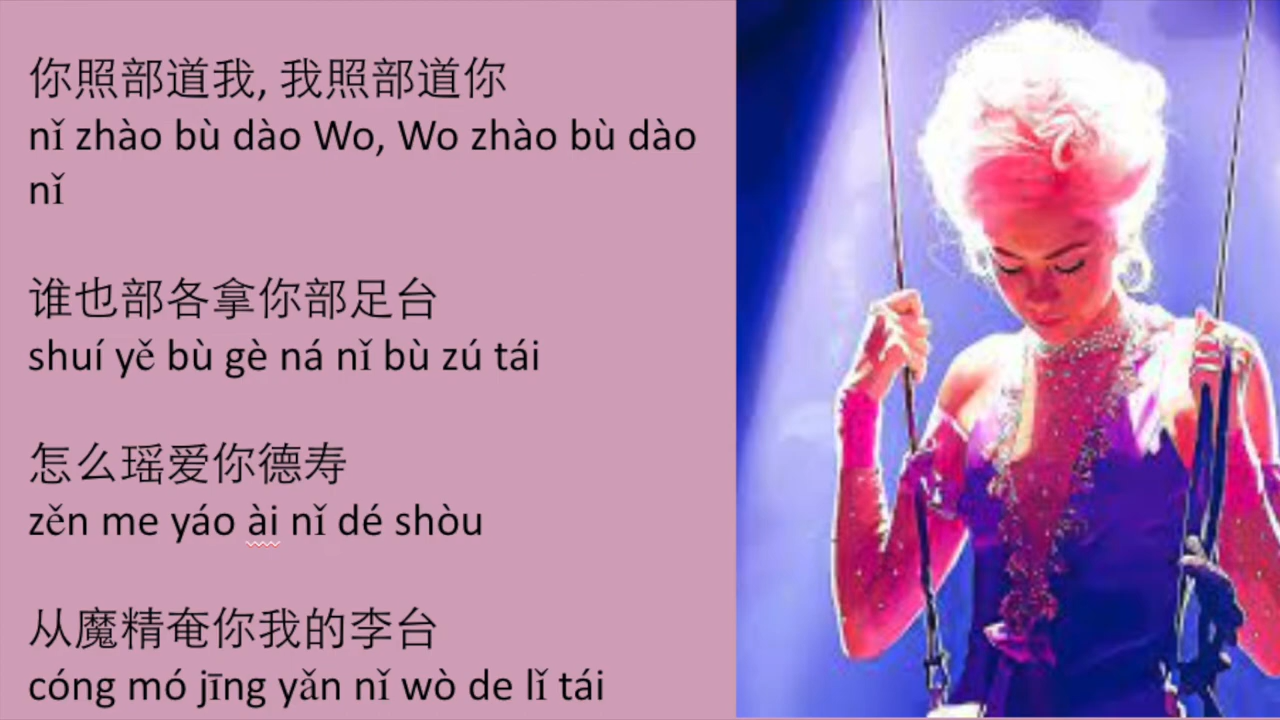 你照部道我, 我照部道你
nǐ zhào bù dào Wo, Wo zhào bù dào
nǐ
谁也部各拿你部足台
shuí yě bù gè ná nǐ bù zú tái
怎么瑶爱你德寿
zěn me yáo ài nǐ dé shòu
从魔精奄你我的李台
cóng mó jīng yǎn nǐ wò de lǐ tái